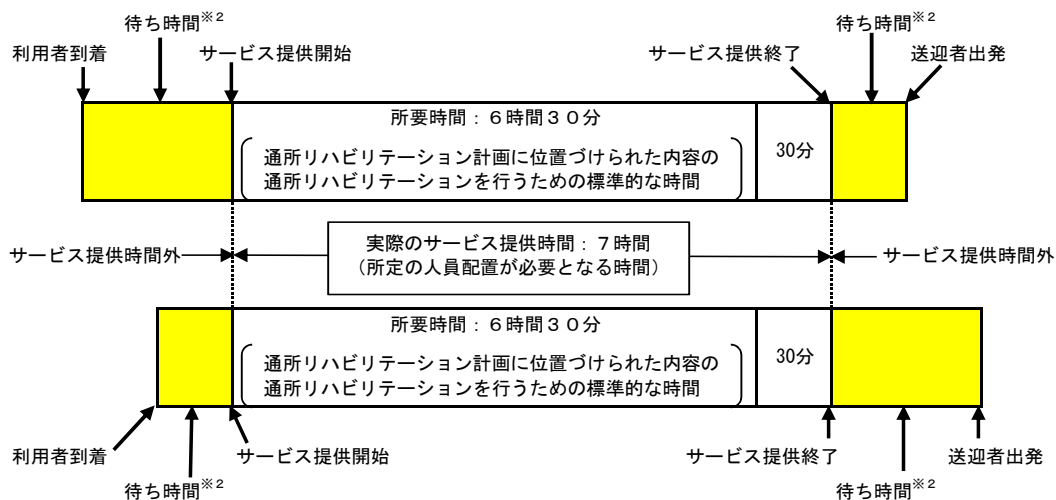 待ち時間※2
待ち時間※2
利用者到着
サービス提供開始
サービス提供終了
送迎者出発
所要時間：６時間３０分
通所リハビリテーション計画に位置づけられた内容の
通所リハビリテーションを行うための標準的な時間
30分
サービス提供時間外
実際のサービス提供時間：７時間
（所定の人員配置が必要となる時間）
サービス提供時間外
所要時間：６時間３０分
通所リハビリテーション計画に位置づけられた内容の
通所リハビリテーションを行うための標準的な時間
30分
利用者到着
サービス提供開始
サービス提供終了
送迎者出発
待ち時間※2
待ち時間※2